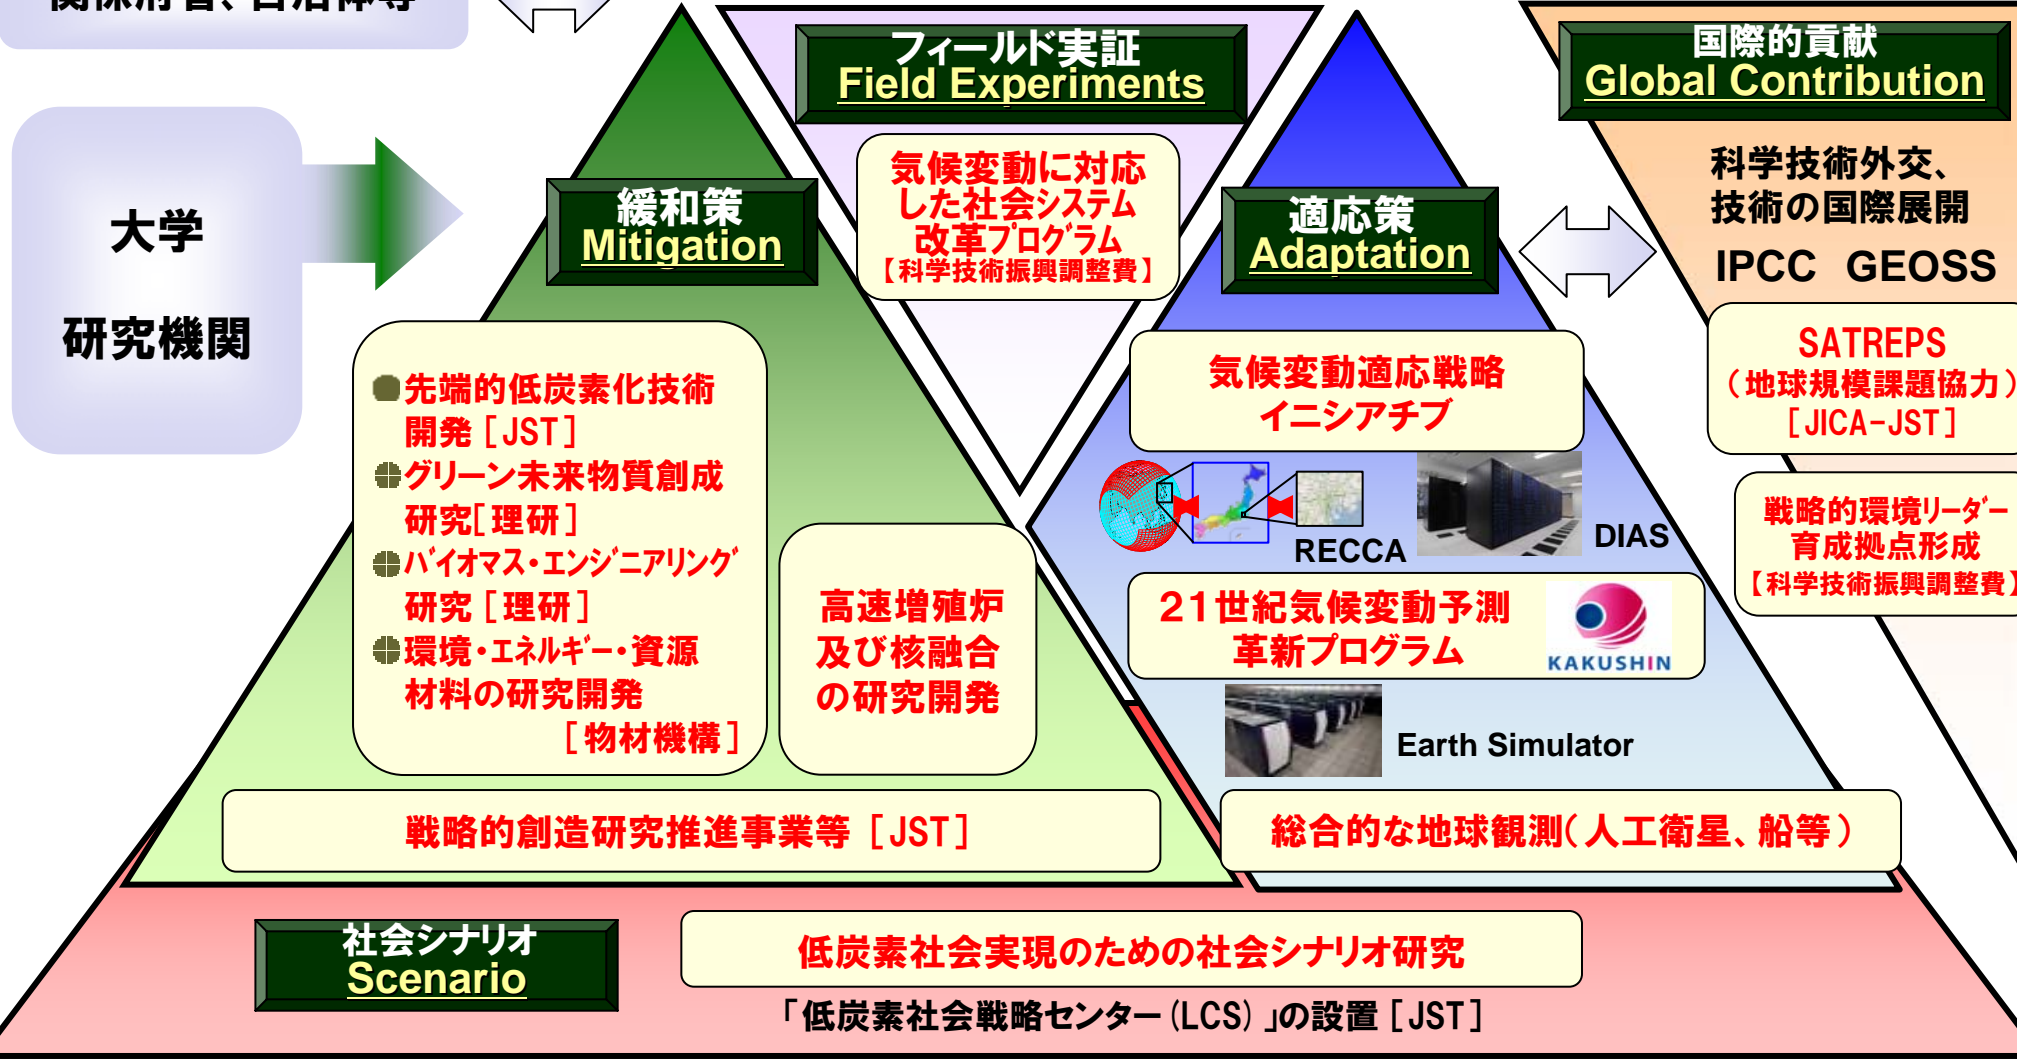 関係府省、自治体等
大学
研究機関
フィールド実証
Field Experiments
気候変動に対応
した社会システム
改革プログラム
【科学技術振興調整費】
緩和策
Mitigation
●先端的低炭素化技術
開発[JST]
●グリーン未来物質創成
研究[理研]
●バイオマス・エンジニアリング
研究[理研]
●環境・エネルギー・資源
材料の研究開発
[物材機構]
高速増殖炉
及び核融合
の研究開発
戦略的創造研究推進事業等 [JST]
適応策
Adaptation
気候変動適応戦略
イニシアチブ
RECCA
DIAS
21世紀気候変動予測
革新プログラム
KAKUSHIN
Earth Simulator
総合的な地球観測(人工衛星、船等)
国際的貢献
Global Contribution
科学技術外交、
技術の国際展開
IPCC GEOSS
SATREPS
(地球規模課題協力)
[JICA-JST]
戦略的環境リーダー
育成拠点形成
【科学技術振興調整費】
社会シナリオ
Scenario
低炭素社会実現のための社会シナリオ研究
「低炭素社会戦略センター(LCS)」の設置[JST]